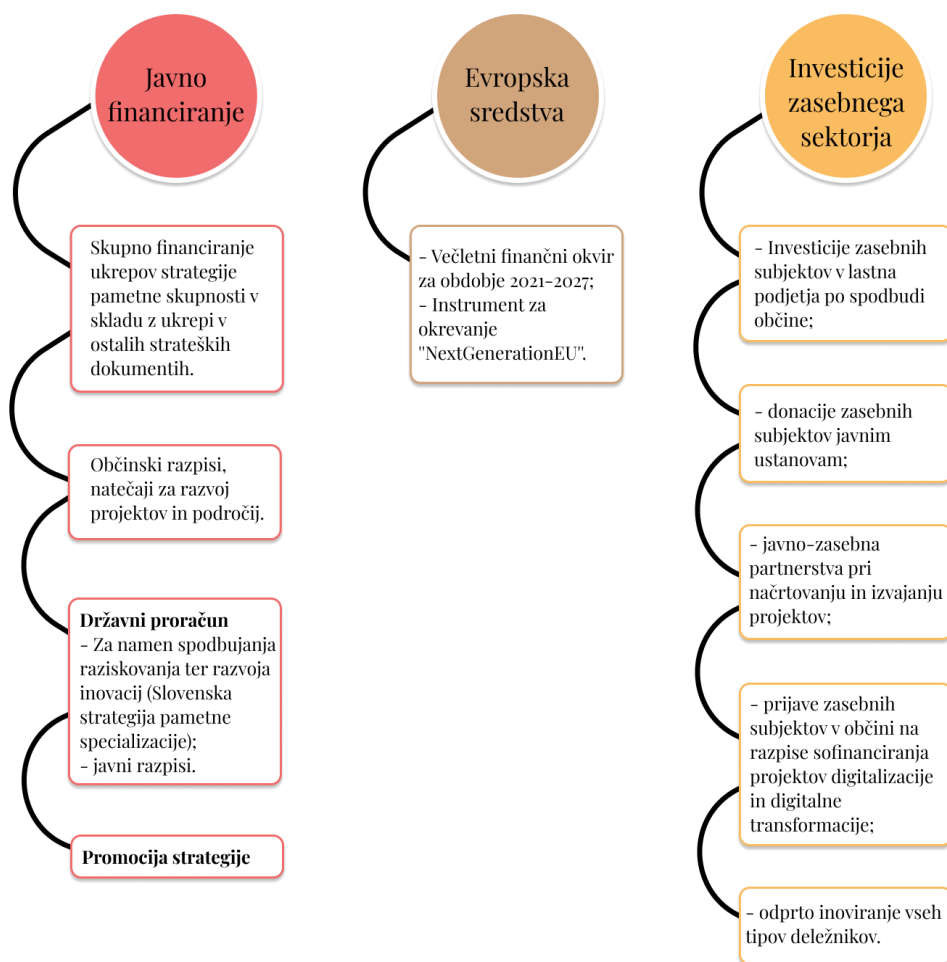 Javno
financiranje
Skupno financiranje
ukrepov strategije
pametne skupnosti v
skladu z ukrepi v
ostalih strateških
dokumentih.
Občinski razpisi,
natečaji za razvoj
projektov in področij.
Državni proračun
- Za namen spodbujanja
raziskovanja ter razvoja
inovacij (Slovenska
strategija pametne
specializacije);
- javni razpisi.
Promocija strategije
Evropska
sredstva
- Večletni finančni okvir
za obdobje 2021-2027;
- Instrument za
okrevanje
"NextGenerationEU".
Investicije
zasebnega
sektorja
- Investicije zasebnih
subjektov v lastna
podjetja po spodbudi
občine;
- donacije zasebnih
subjektov javnim
ustanovam;
- javno-zasebna
partnerstva pri
načrtovanju in izvajanju
projektov;
- prijave zasebnih
subjektov v občini na
razpise sofinanciranja
projektov digitalizacije
in digitalne
transformacije;
- odprto inoviranje vseh
tipov deležnikov.